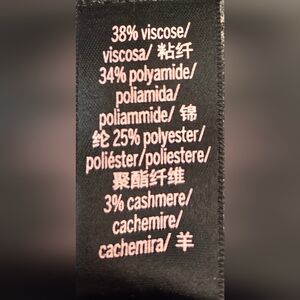 38% viscose/
viscosa/ 粘纤
34% polyamide/
poliamida/
poliammide/ 锦
纶 25% polyester/
poliéster/poliestere/
聚酯纤维
3% cashmere/
cachemire/
cachemira/ 羊